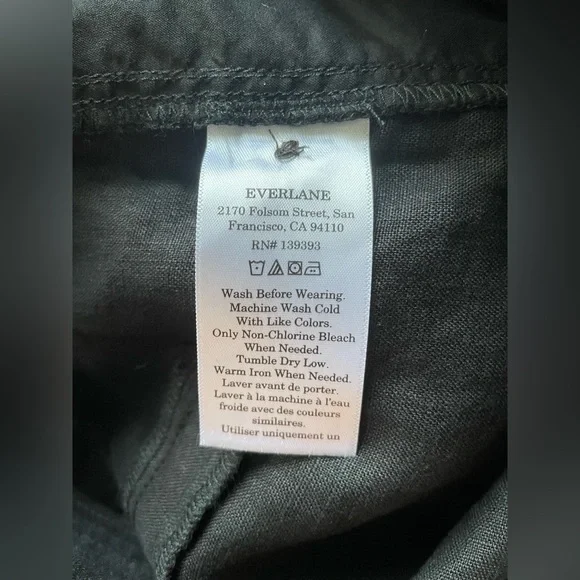 EVERLANE
2170 Folsom Street, San
Francisco, CA 94110
RN# 139393
Wash Before Wearing.
Machine Wash Cold
With Like Colors.
Only Non-Chlorine Bleach
When Needed.
Tumble Dry Low.
Warm Iron When Needed.
Laver avant de porter.
Laver à la machine à l'eau
froide avec des couleurs
similaires.
Utiliser uniquement un